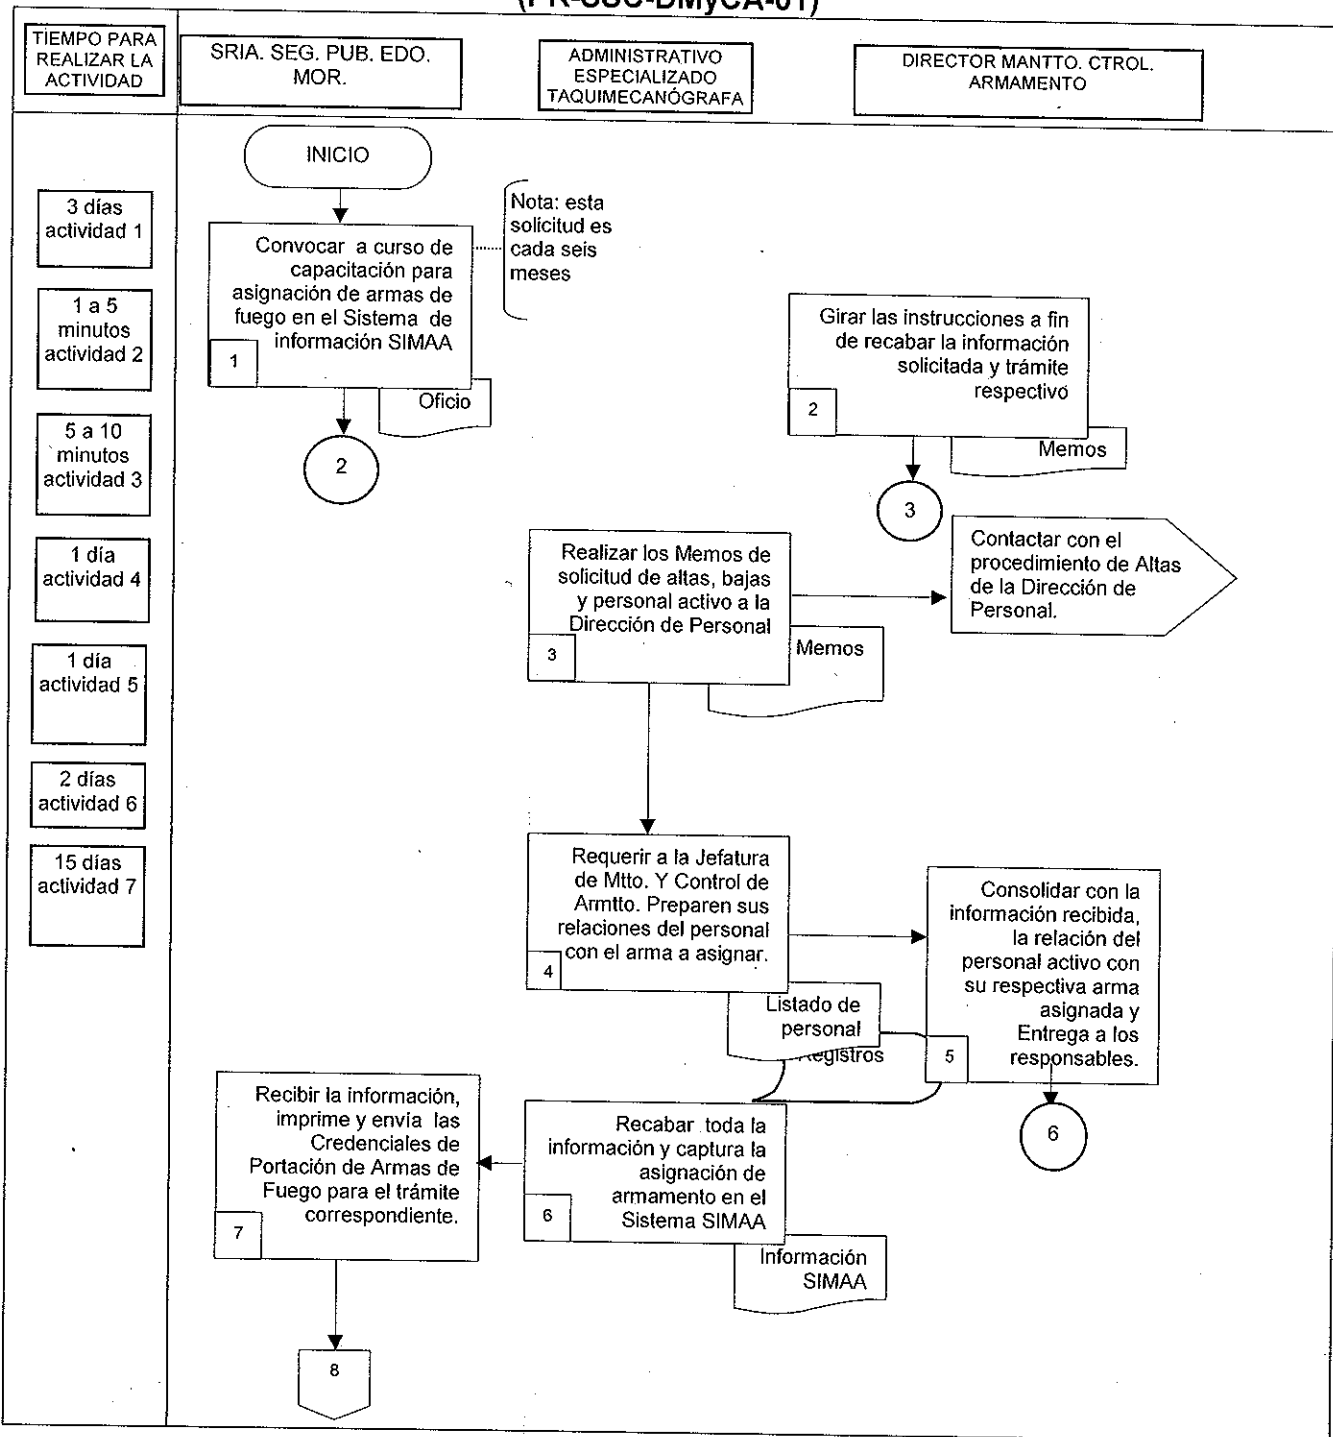 (PR-SSC-DMyCA-01)
TIEMPO PARA
REALIZAR LA
ACTIVIDAD
SRIA. SEG. PUB. EDO.
MOR.
ADMINISTRATIVO
ESPECIALIZADO
TAQUIMECANÓGRAFA
DIRECTOR MANTTO. CTROL.
ARMAMENTO
INICIO
3 días
actividad 1
Convocar a curso de
capacitación para
asignación de armas de
fuego en el Sistema de
información SIMAA
1
Oficio
2
Nota: esta
solicitud es
cada seis
meses
1 a 5
minutos
actividad 2
Girar las instrucciones a fin
de recabar la información
solicitada y trámite
respectivo
2
Memos
3
5 a 10
minutos
actividad 3
Realizar los Memos de
solicitud de altas, bajas
y personal activo a la
Dirección de Personal
3
Memos
Contactar con el
procedimiento de Altas
de la Dirección de
Personal.
1 día
actividad 4
1 día
actividad 5
2 días
actividad 6
15 días
actividad 7
Requerir a la Jefatura
de Mtto. Y Control de
Armtto. Preparen sus
relaciones del personal
con el arma a asignar.
4
Listado de
personal
Registros
Consolidar con la
información recibida,
la relación del
personal activo con
su respectiva arma
asignada y
Entrega a los
responsables.
5
6
Recabar toda la
información y captura la
asignación de
armamento en el
Sistema SIMAA
6
Información
SIMAA
Recibir la información,
imprime y envía las
Credenciales de
Portación de Armas de
Fuego para el trámite
correspondiente.
7
8